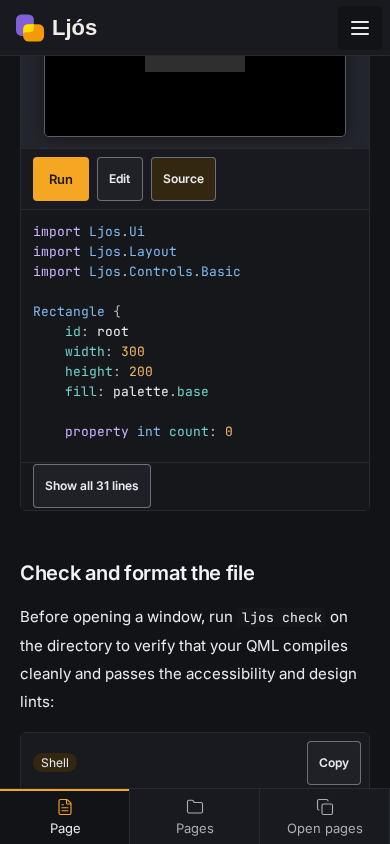 Ljós
Run Edit Source
import Ljos.Ui
import Ljos.Layout
import Ljos.Controls.Basic
Rectangle {
    id: root
    width: 300
    height: 200
    fill: palette.base
    property int count: 0
Show all 31 lines
Check and format the file
Before opening a window, run ljos check on
the directory to verify that your QML compiles
cleanly and passes the accessibility and design
lints:
Shell Copy
Page Pages Open pages